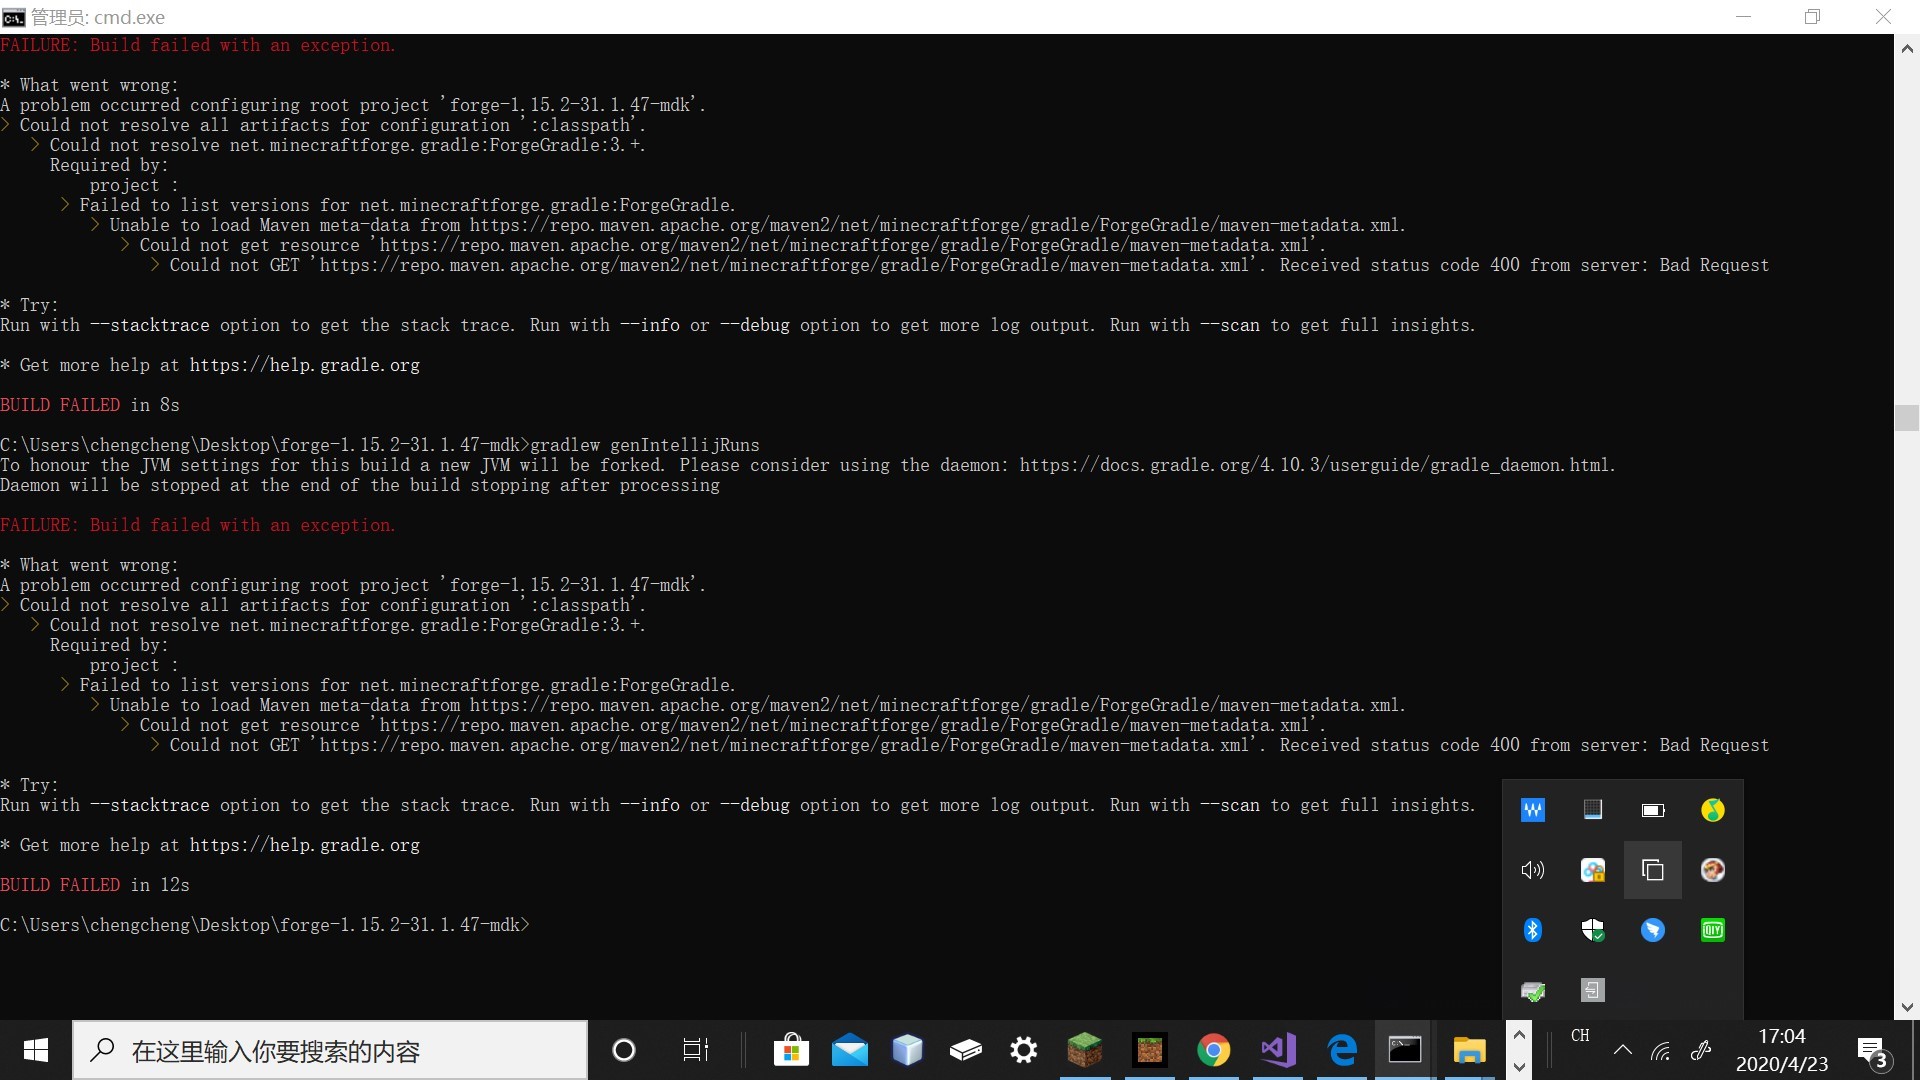 管理员: cmd.exe
FAILURE: Build failed with an exception.
* What went wrong:
A problem occurred configuring root project 'forge-1.15.2-31.1.47-mdk'.
> Could not resolve all artifacts for configuration ':classpath'.
> Could not resolve net.minecraftforge.gradle:ForgeGradle:3.+.
Required by:
project :
> Failed to list versions for net.minecraftforge.gradle:ForgeGradle.
> Unable to load Maven meta-data from https://repo.maven.apache.org/maven2/net/minecraftforge/gradle/ForgeGradle/maven-metadata.xml.
> Could not get resource 'https://repo.maven.apache.org/maven2/net/minecraftforge/gradle/ForgeGradle/maven-metadata.xml'.
> Could not GET 'https://repo.maven.apache.org/maven2/net/minecraftforge/gradle/ForgeGradle/maven-metadata.xml'. Received status code 400 from server: Bad Request
* Try:
Run with --stacktrace option to get the stack trace. Run with --info or --debug option to get more log output. Run with --scan to get full insights.
* Get more help at https://help.gradle.org
BUILD FAILED in 8s
C:\Users\chengcheng\Desktop\forge-1.15.2-31.1.47-mdk>gradlew genIntellijRuns
To honour the JVM settings for this build a new JVM will be forked. Please consider using the daemon: https://docs.gradle.org/4.10.3/userguide/gradle_daemon.html.
Daemon will be stopped at the end of the build stopping after processing
FAILURE: Build failed with an exception.
* What went wrong:
A problem occurred configuring root project 'forge-1.15.2-31.1.47-mdk'.
> Could not resolve all artifacts for configuration ':classpath'.
> Could not resolve net.minecraftforge.gradle:ForgeGradle:3.+.
Required by:
project :
> Failed to list versions for net.minecraftforge.gradle:ForgeGradle.
> Unable to load Maven meta-data from https://repo.maven.apache.org/maven2/net/minecraftforge/gradle/ForgeGradle/maven-metadata.xml.
> Could not get resource 'https://repo.maven.apache.org/maven2/net/minecraftforge/gradle/ForgeGradle/maven-metadata.xml'.
> Could not GET 'https://repo.maven.apache.org/maven2/net/minecraftforge/gradle/ForgeGradle/maven-metadata.xml'. Received status code 400 from server: Bad Request
* Try:
Run with --stacktrace option to get the stack trace. Run with --info or --debug option to get more log output. Run with --scan to get full insights.
* Get more help at https://help.gradle.org
BUILD FAILED in 12s
C:\Users\chengcheng\Desktop\forge-1.15.2-31.1.47-mdk>
在这里输入你要搜索的内容
CH
17:04
2020/4/23
3